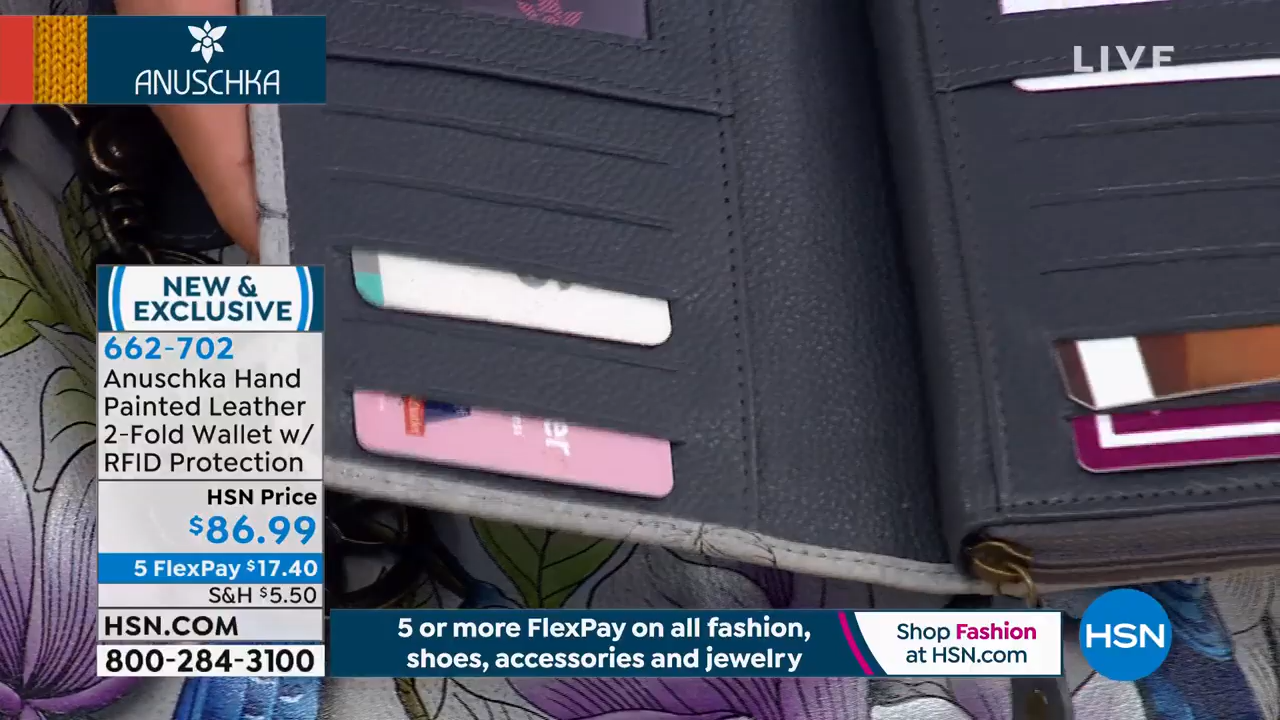 ANUSCHKA
LIVE
NEW &
EXCLUSIVE
662-702
Anuschka Hand
Painted Leather
2-Fold Wallet w/
RFID Protection
HSN Price
$86.99
5 FlexPay $17.40
S&H $5.50
HSN.COM
800-284-3100
5 or more FlexPay on all fashion,
shoes, accessories and jewelry
Shop Fashion
at HSN.com
HSN